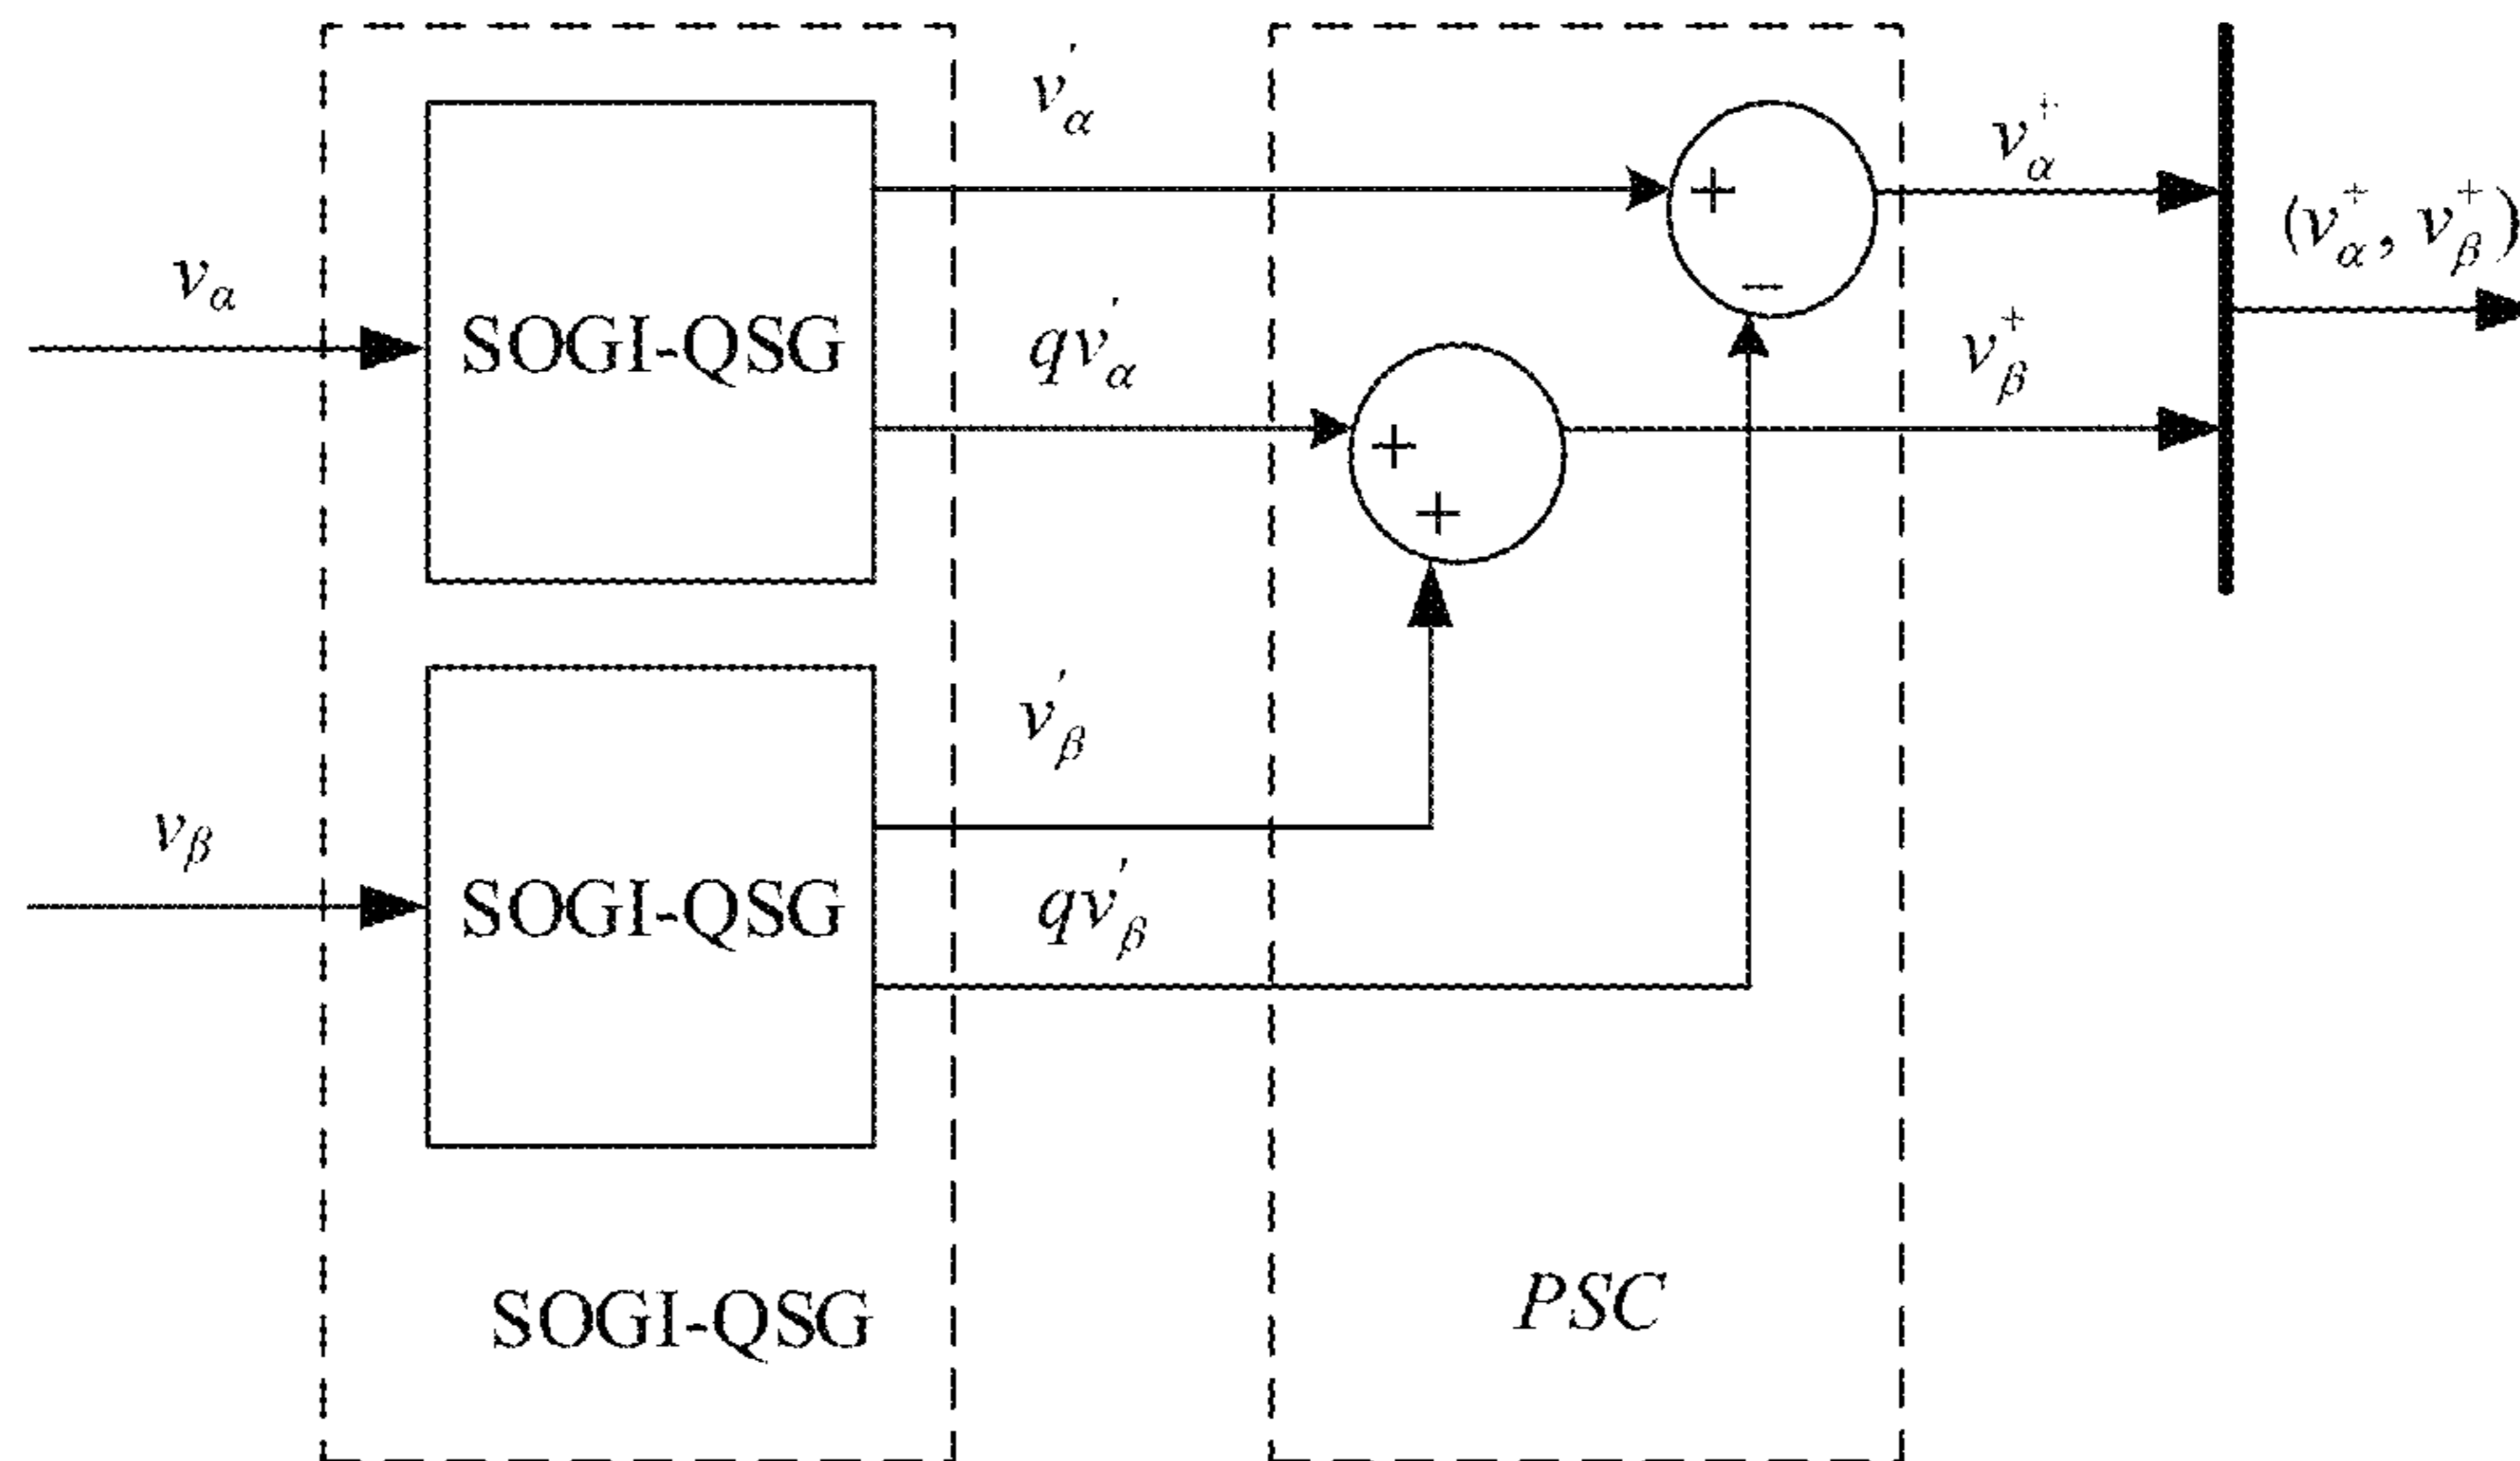 v'α
v+α
(v+α, v+β)
+
vα
−
SOGI-QSG
qv'α
v+β
+
+
v'β
vβ
SOGI-QSG
qv'β
SOGI-QSG
PSC